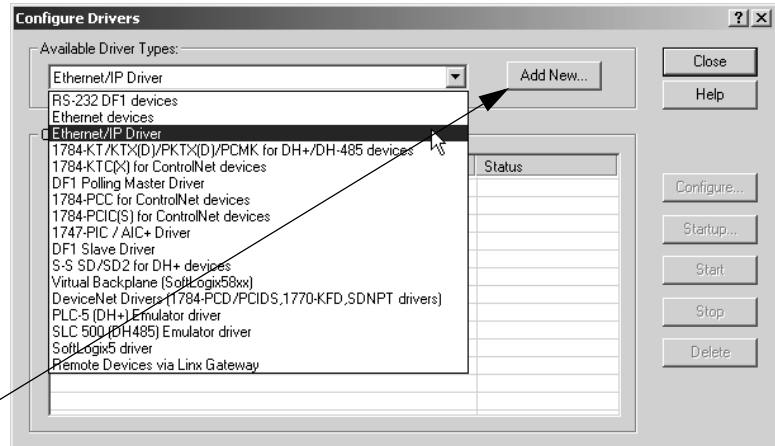 Configure Drivers
Available Driver Types:
Ethernet/IP Driver
Add New...
Close
Help
RS-232 DF1 devices
Ethernet devices
Ethernet/IP Driver
1784-KT/KTX(D)/PKTX(D)/PCMK for DH+/DH-485 devices
1784-KTC(X) for ControlNet devices
DF1 Polling Master Driver
1784-PCC for ControlNet devices
1784-PCIC(S) for ControlNet devices
1747-PIC / AIC+ Driver
DF1 Slave Driver
S-S SD/SD2 for DH+ devices
Virtual Backplane (SoftLogix58xx)
DeviceNet Drivers (1784-PCD/PCIDS,1770-KFD,SDNPT drivers)
PLC-5 (DH+) Emulator driver
SLC 500 (DH485) Emulator driver
SoftLogix5 driver
Remote Devices via Linx Gateway
Status
Configure...
Startup...
Start
Stop
Delete